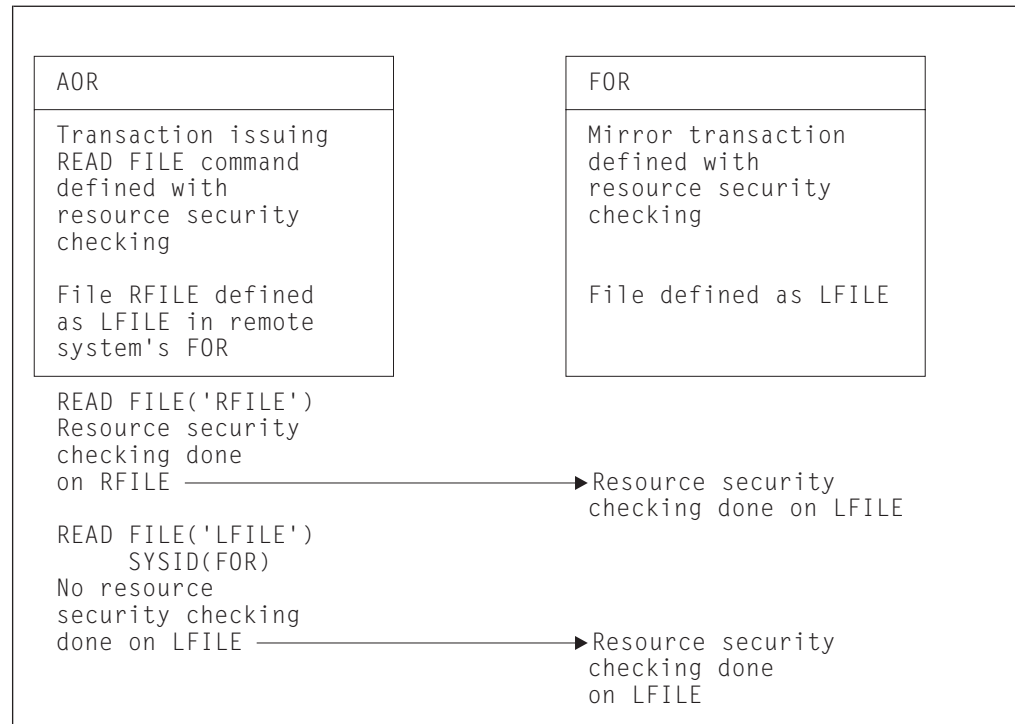 AOR
Transaction issuing
READ FILE command
defined with
resource security
checking
File RFILE defined
as LFILE in remote
system's FOR
FOR
Mirror transaction
defined with
resource security
checking
File defined as LFILE
READ FILE('RFILE')
Resource security
checking done
on RFILE
Resource security
checking done on LFILE
READ FILE('LFILE')
SYSID(FOR)
No resource
security checking
done on LFILE
Resource security
checking done
on LFILE